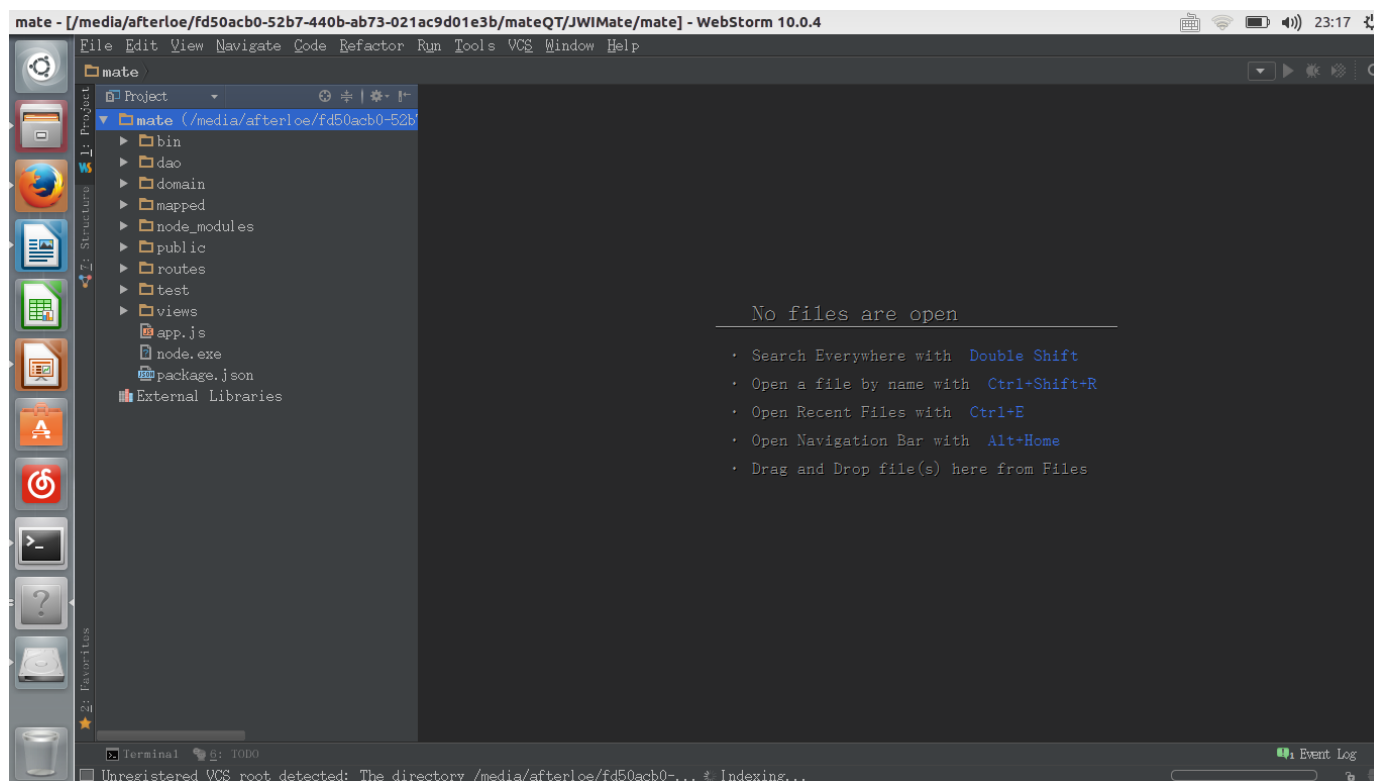 mate - [/media/afterloe/fd50acb0-52b7-440b-ab73-021ac9d01e3b/mateQT/JWIMate/mate] - WebStorm 10.0.4
23:17
File Edit View Navigate Code Refactor Run Tools VCS Window Help
mate
1: Project
Project
mate (/media/afterloe/fd50acb0-52b
bin
dao
domain
mapped
node_modules
public
routes
test
views
app.js
node.exe
package.json
External Libraries
7: Structure
2: Favorites
No files are open
· Search Everywhere with Double Shift
· Open a file by name with Ctrl+Shift+R
· Open Recent Files with Ctrl+E
· Open Navigation Bar with Alt+Home
· Drag and Drop file(s) here from Files
Terminal 6: TODO
1 Event Log
Unregistered VCS root detected: The directory /media/afterloe/fd50acb0-... Indexing...